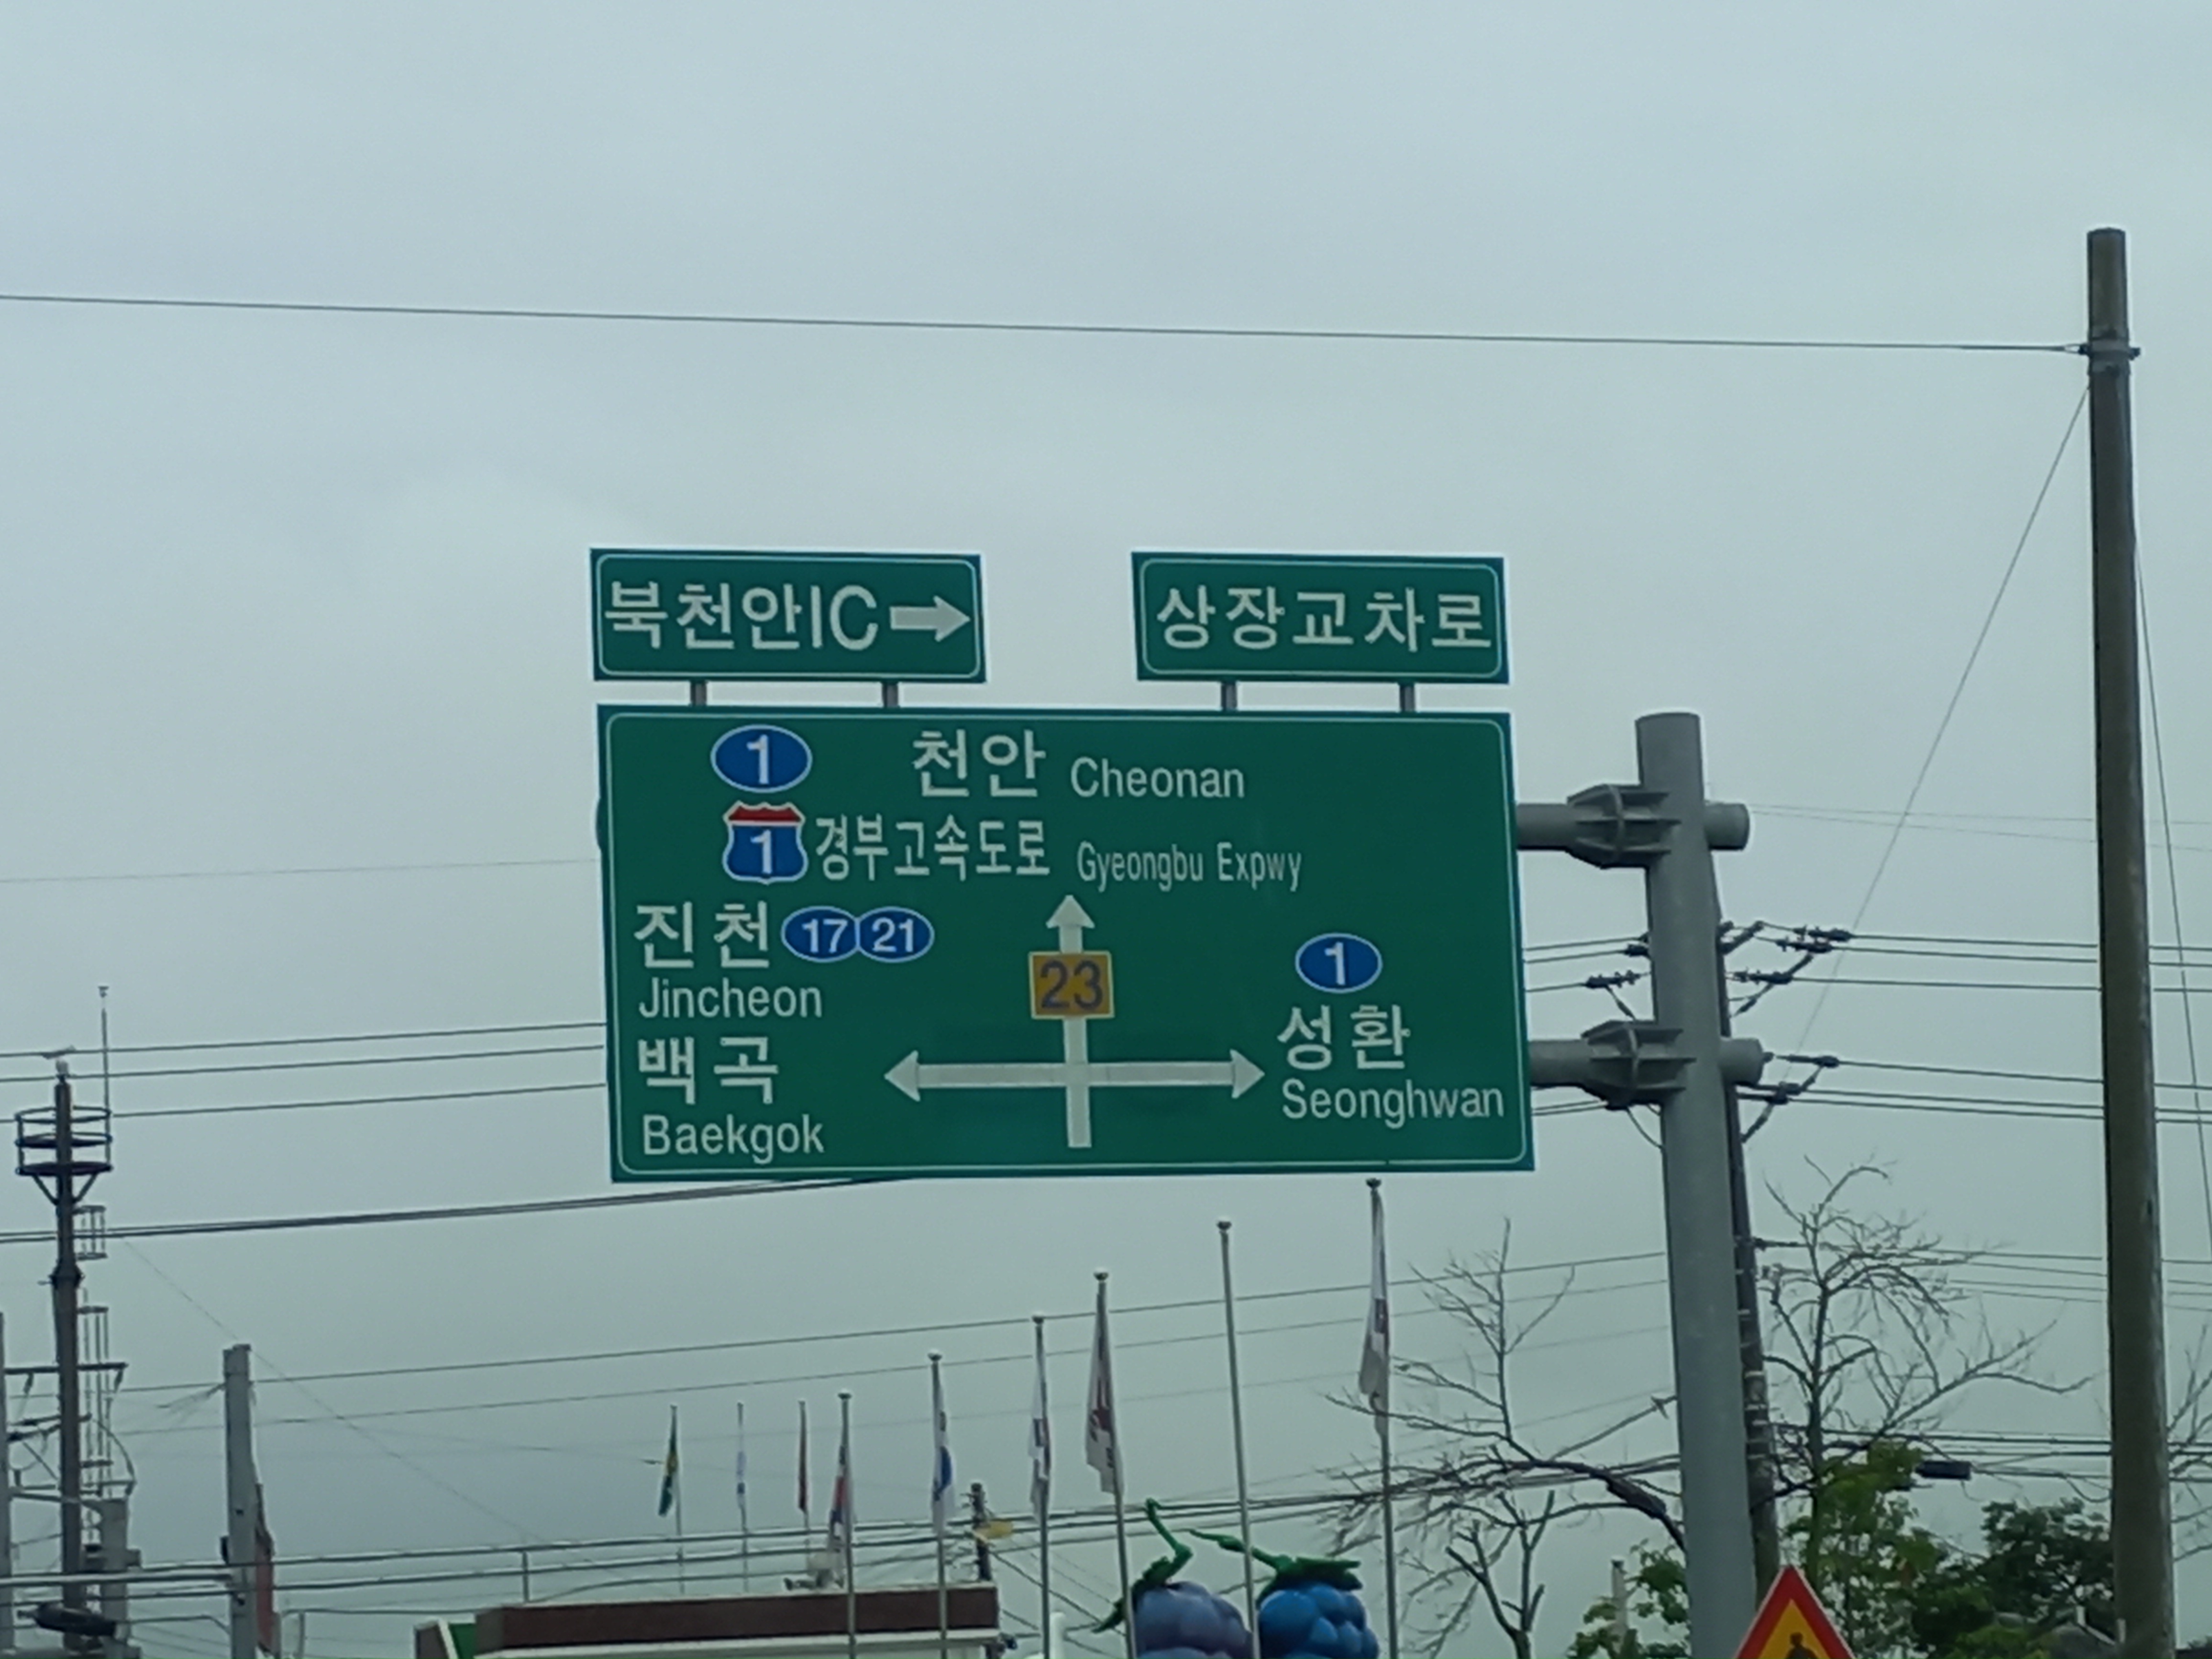 북천안IC
상장교차로
1 천안 Cheonan
1 경부고속도로 Gyeongbu Expwy
진천 17 21
Jincheon
백곡
Baekgok
23
1
성환
Seonghwan